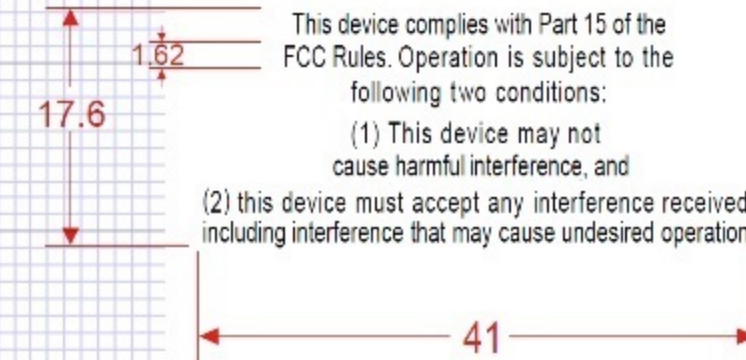 This device complies with Part 15 of the
1.62
FCC Rules. Operation is subject to the
following two conditions:
17.6
(1) This device may not
cause harmful interference, and
(2) this device must accept any interference received
including interference that may cause undesired operation
41